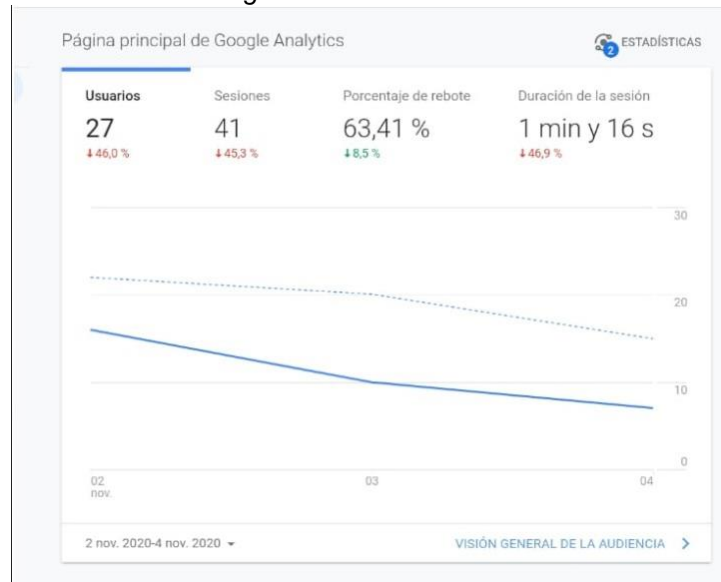 Página principal de Google Analytics
ESTADÍSTICAS
2
Usuarios Sesiones Porcentaje de rebote Duración de la sesión
27 41 63,41 % 1 min y 16 s
↓46,0 % ↓45,3 % ↓8,5 % ↓46,9 %
30
20
10
0
02 03 04
nov.
2 nov. 2020-4 nov. 2020
VISIÓN GENERAL DE LA AUDIENCIA >